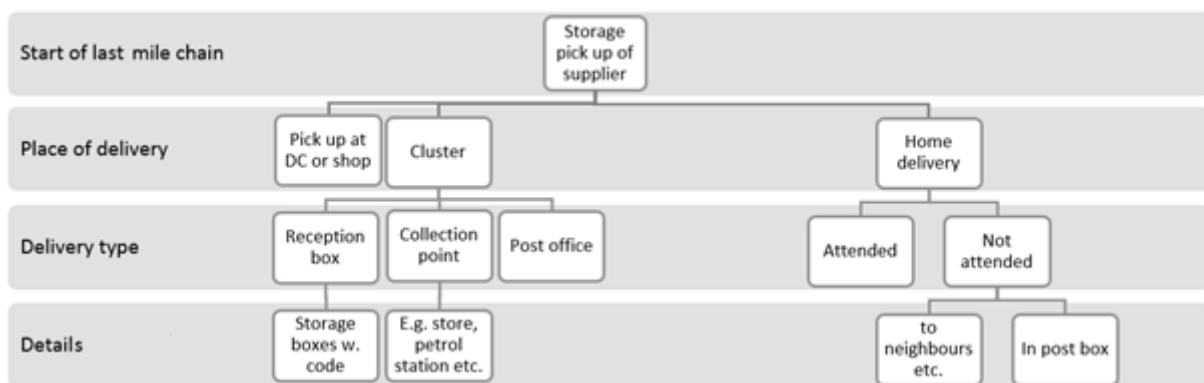 Start of last mile chain
Storage
pick up of
supplier
Place of delivery
Pick up at
DC or shop
Cluster
Home
delivery
Delivery type
Reception
box
Collection
point
Post office
Attended
Not
attended
Details
Storage
boxes w.
code
E.g. store,
petrol
station etc.
to
neighbours
etc.
In post box